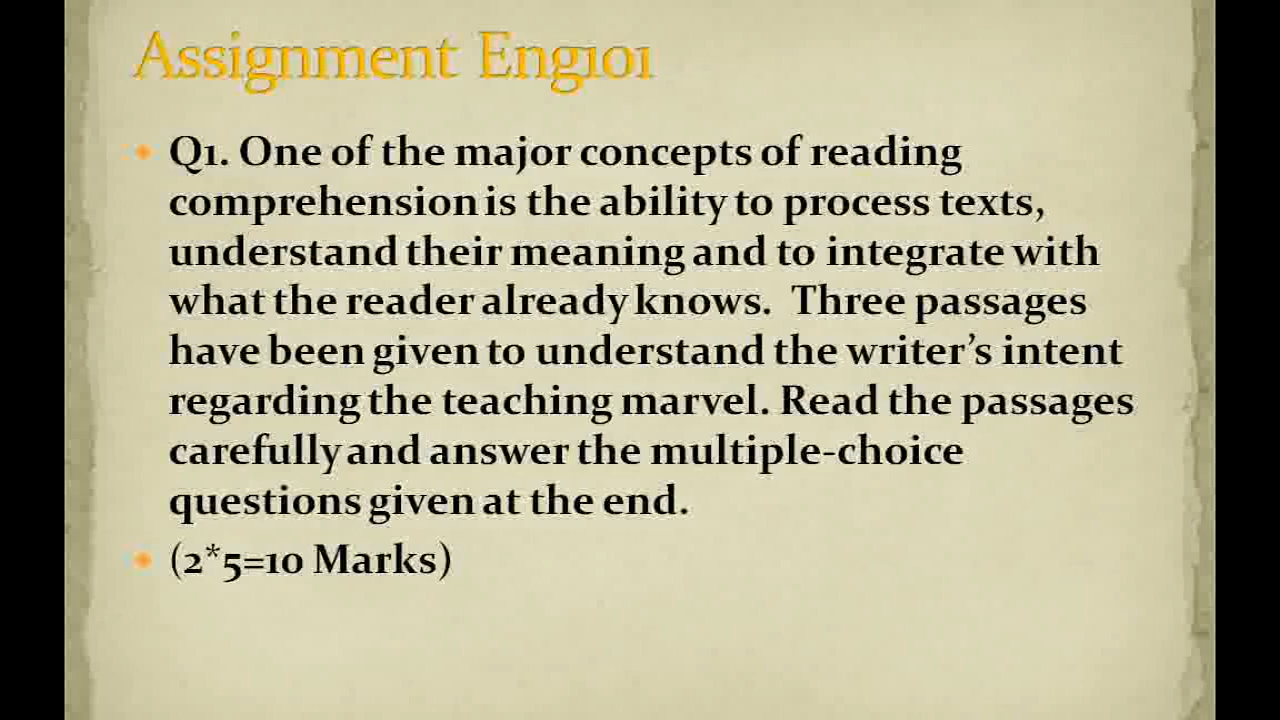 Assignment Eng101
Q1. One of the major concepts of reading
comprehension is the ability to process texts,
understand their meaning and to integrate with
what the reader already knows. Three passages
have been given to understand the writer’s intent
regarding the teaching marvel. Read the passages
carefully and answer the multiple-choice
questions given at the end.
(2*5=10 Marks)